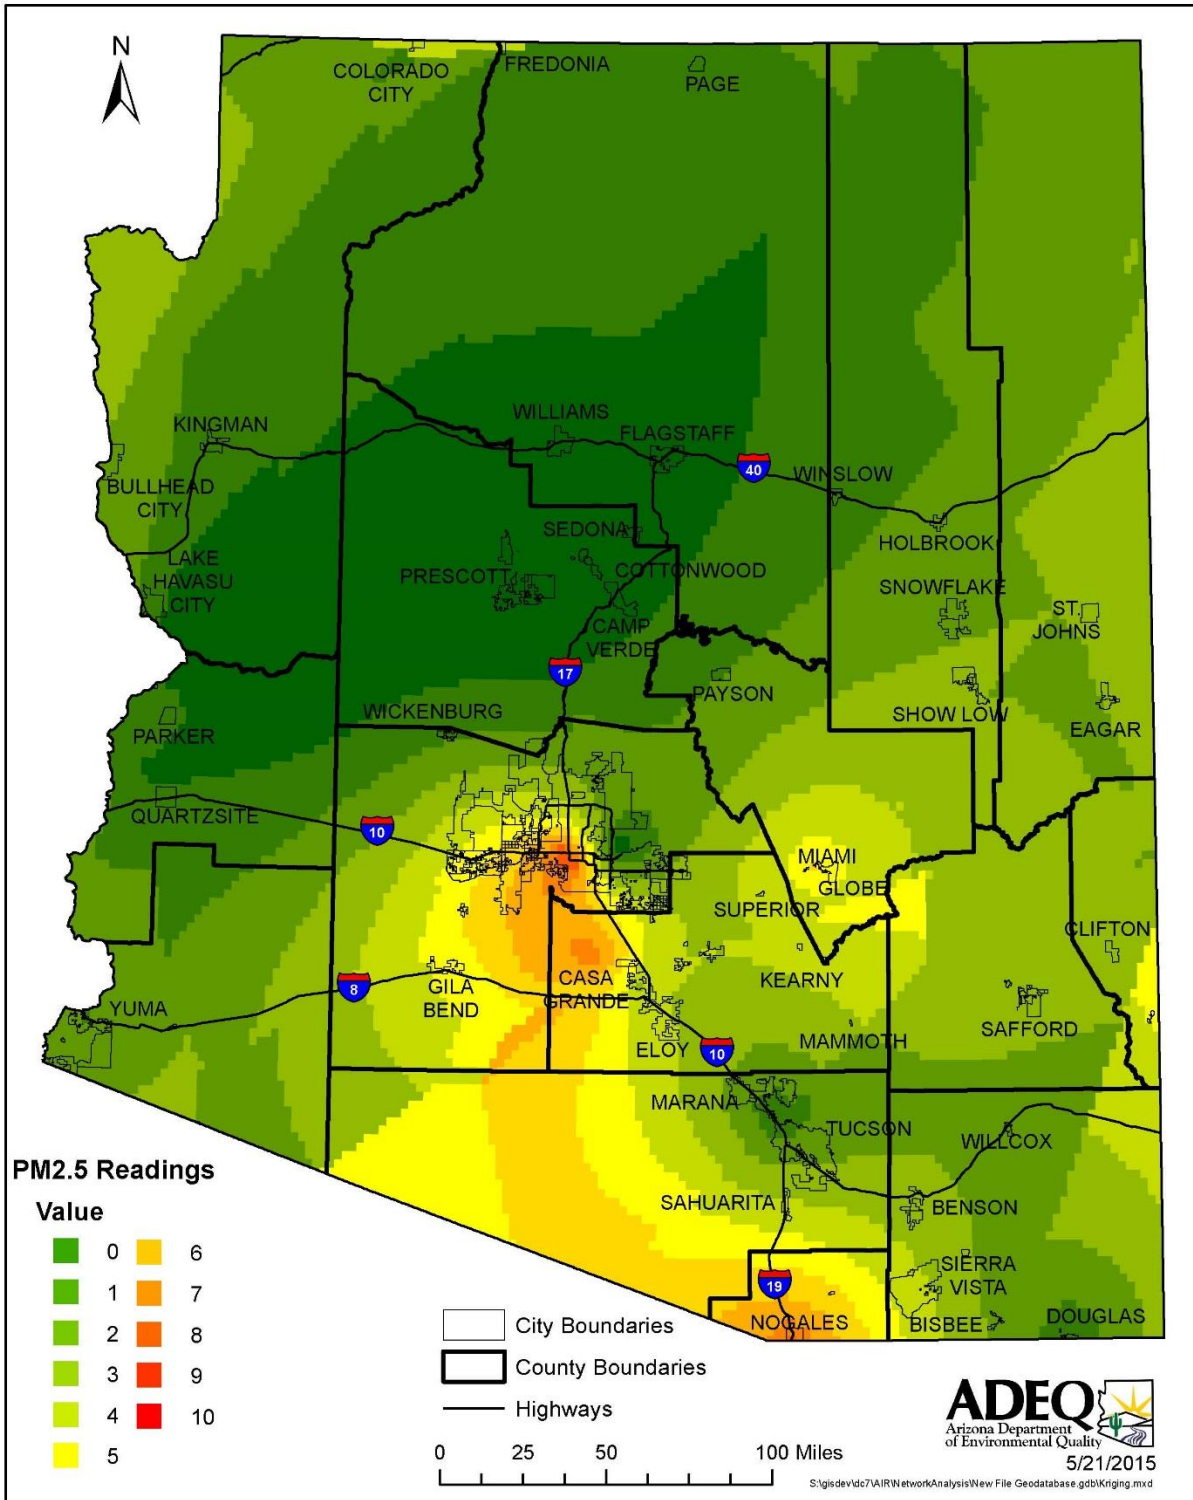 N
COLORADO
CITY
FREDONIA
PAGE
KINGMAN
WILLIAMS
FLAGSTAFF
BULLHEAD
CITY
40
WINSLOW
LAKE
HAVASU
CITY
SEDONA
PRESCOTT
COTTONWOOD
HOLBROOK
SNOWFLAKE
CAMP
VERDE
ST.
JOHNS
17
PAYSON
PARKER
WICKENBURG
SHOW LOW
EAGAR
QUARTZSITE
10
MIAMI
GLOBE
SUPERIOR
CLIFTON
8
GILA
BEND
CASA
GRANDE
KEARNY
YUMA
ELOY
10
MAMMOTH
SAFFORD
MARANA
TUCSON
WILLCOX
SAHUARITA
BENSON
SIERRA
VISTA
19
NOGALES
BISBEE
DOUGLAS
PM2.5 Readings
Value
0 6
1 7
2 8
3 9
4 10
5
City Boundaries
County Boundaries
Highways
0 25 50 100 Miles
ADEQ
Arizona Department
of Environmental Quality
5/21/2015
S:\gisdev\dc7\AIR\NetworkAnalysis\New File Geodatabase.gdb\Kriging.mxd